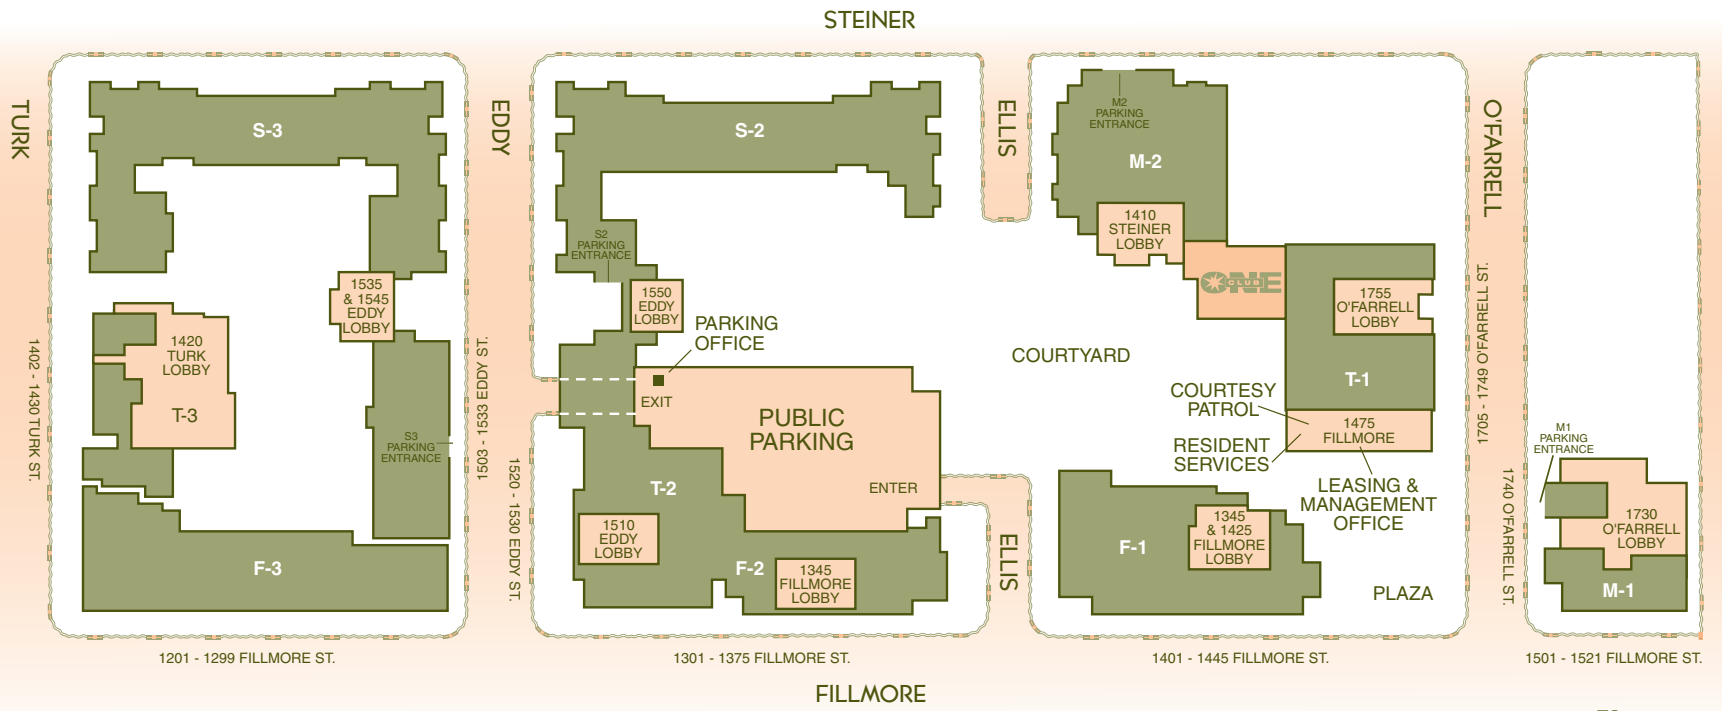 STEINER
TURK
EDDY
ELLIS
O'FARRELL
S-3
S-2
M2
PARKING
ENTRANCE
M-2
1410
STEINER
LOBBY
S2
PARKING
ENTRANCE
1535
& 1545
EDDY
LOBBY
1550
EDDY
LOBBY
ONE
1755
O'FARRELL
LOBBY
PARKING
OFFICE
1420
TURK
LOBBY
T-3
COURTYARD
T-1
EXIT
PUBLIC
PARKING
COURTESY
PATROL
1475
FILLMORE
RESIDENT
SERVICES
LEASING &
MANAGEMENT
OFFICE
S3
PARKING
ENTRANCE
1402 - 1430 TURK ST.
1503 - 1533 EDDY ST.
1520 - 1530 EDDY ST.
1705 - 1749 O'FARRELL ST.
1740 O'FARRELL ST.
M1
PARKING
ENTRANCE
T-2
ENTER
1510
EDDY
LOBBY
F-2
1345
FILLMORE
LOBBY
ELLIS
F-1
1345
& 1425
FILLMORE
LOBBY
PLAZA
1730
O'FARRELL
LOBBY
M-1
F-3
1201 - 1299 FILLMORE ST.
1301 - 1375 FILLMORE ST.
1401 - 1445 FILLMORE ST.
1501 - 1521 FILLMORE ST.
FILLMORE